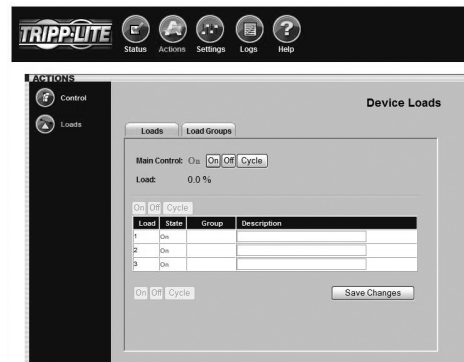 TRIPP·LITE
Status Actions Settings Logs Help
ACTIONS
Control
Loads
Device Loads
Loads Load Groups
Main Control: On On Off Cycle
Load: 0.0 %
On Off Cycle
Load State Group Description
1 On
2 On
3 On
On Off Cycle Save Changes